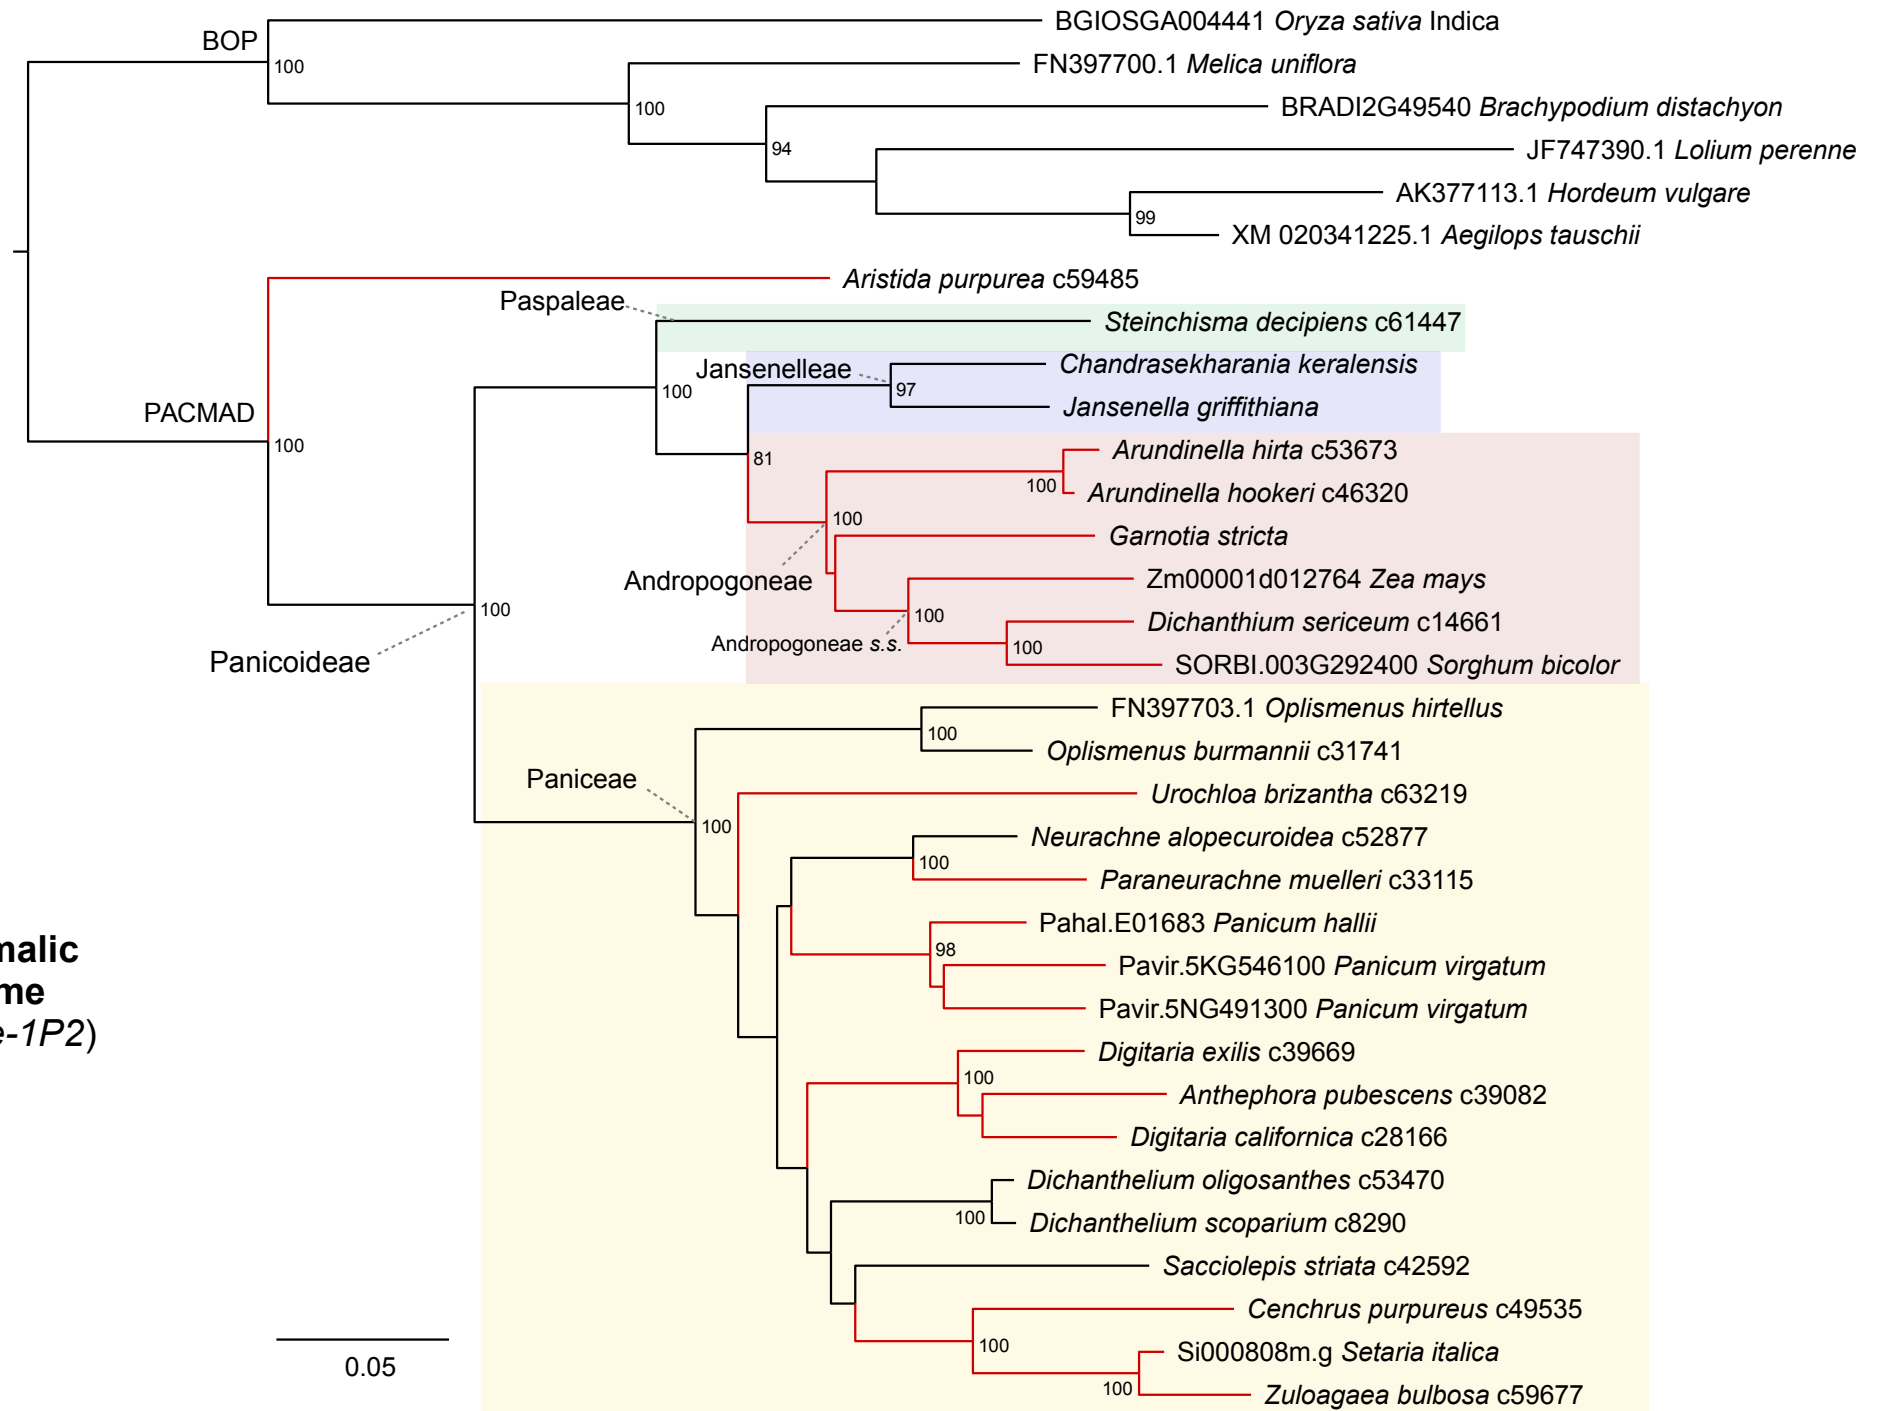 BGIOSGA004441 Oryza sativa Indica
BOP
100
FN397700.1 Melica uniflora
100
BRADI2G49540 Brachypodium distachyon
94
JF747390.1 Lolium perenne
AK377113.1 Hordeum vulgare
99
XM 020341225.1 Aegilops tauschii
Aristida purpurea c59485
Paspaleae
Steinchisma decipiens c61447
Jansenelleae
Chandrasekharania keralensis
100
97
Jansenella griffithiana
PACMAD
100
81
Arundinella hirta c53673
100
Arundinella hookeri c46320
100
Garnotia stricta
Andropogoneae
Zm00001d012764 Zea mays
100
100
Dichanthium sericeum c14661
Andropogoneae s.s.
100
Panicoideae
SORBI.003G292400 Sorghum bicolor
FN397703.1 Oplismenus hirtellus
100
Oplismenus burmannii c31741
Paniceae
Urochloa brizantha c63219
100
Neurachne alopecuroidea c52877
100
Paraneurachne muelleri c33115
Pahal.E01683 Panicum hallii
98
malic
Pavir.5KG546100 Panicum virgatum
me
Pavir.5NG491300 Panicum virgatum
e-1P2)
Digitaria exilis c39669
100
Anthephora pubescens c39082
Digitaria californica c28166
Dichanthelium oligosanthes c53470
100
Dichanthelium scoparium c8290
Sacciolepis striata c42592
Cenchrus purpureus c49535
100
Si000808m.g Setaria italica
0.05
100
Zuloagaea bulbosa c59677